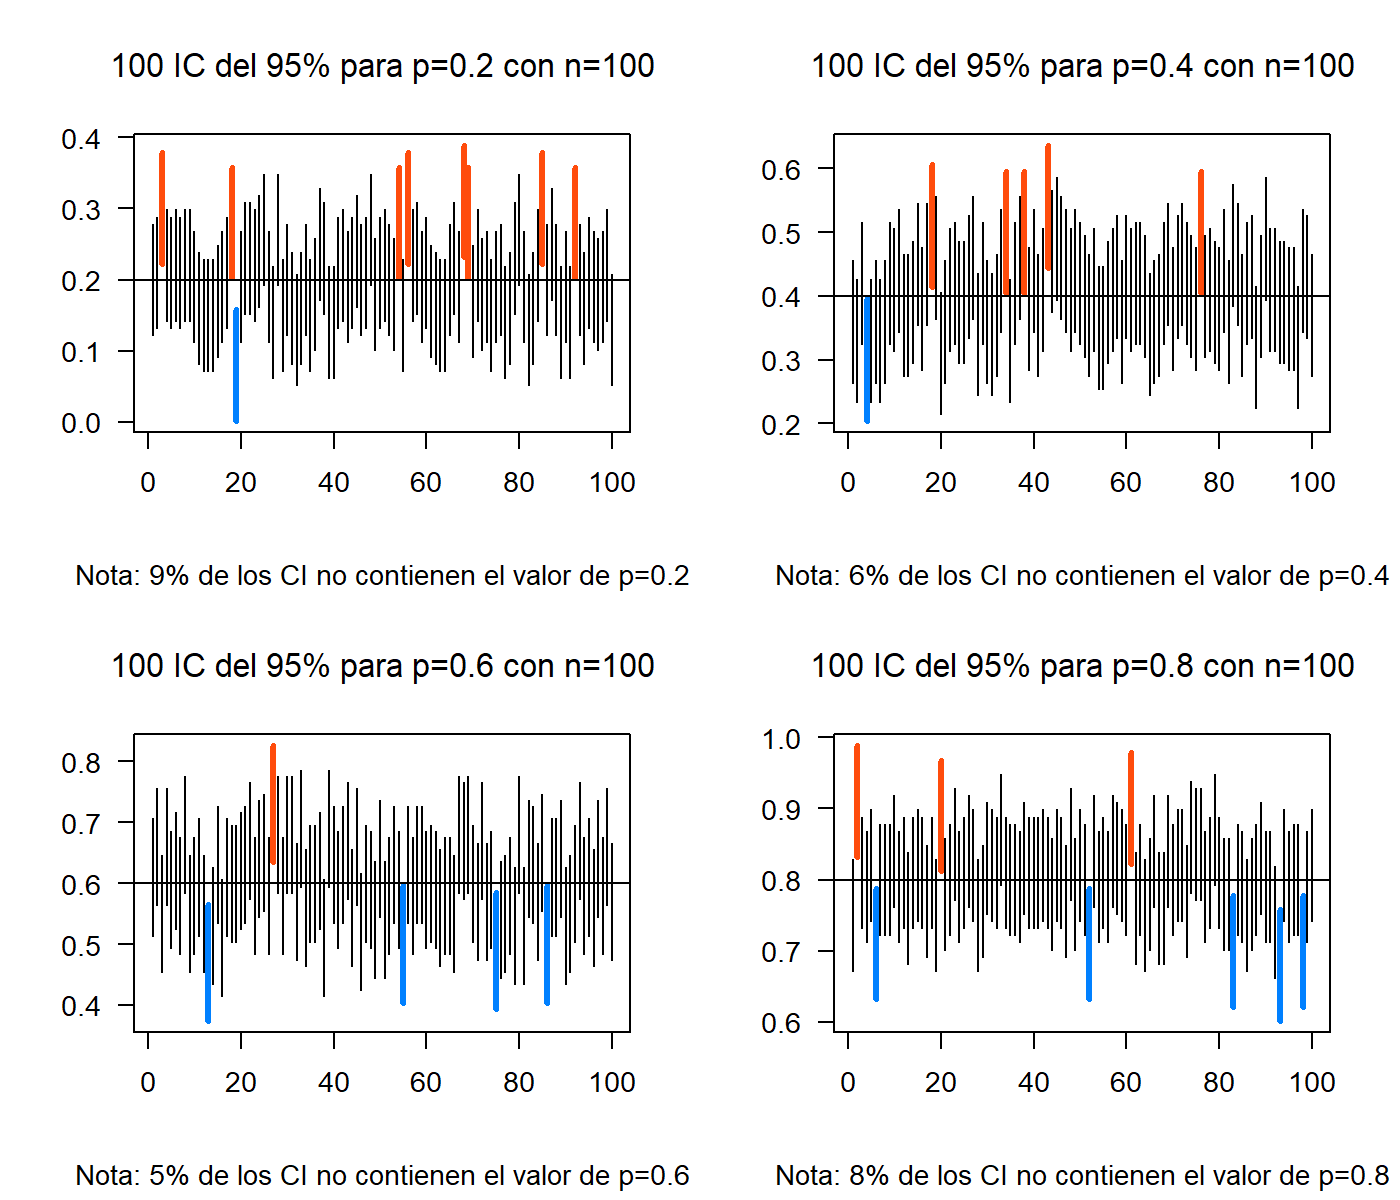 100 IC del 95% para p=0.2 con n=100
0.4
0.3
0.2
0.1
0.0
0 20 40 60 80 100
Nota: 9% de los CI no contienen el valor de p=0.2
100 IC del 95% para p=0.4 con n=100
0.6
0.5
0.4
0.3
0.2
0 20 40 60 80 100
Nota: 6% de los CI no contienen el valor de p=0.4
100 IC del 95% para p=0.6 con n=100
0.8
0.7
0.6
0.5
0.4
0 20 40 60 80 100
Nota: 5% de los CI no contienen el valor de p=0.6
100 IC del 95% para p=0.8 con n=100
1.0
0.9
0.8
0.7
0.6
0 20 40 60 80 100
Nota: 8% de los CI no contienen el valor de p=0.8